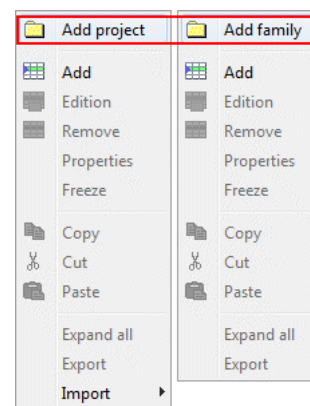 Add project
Add
Edition
Remove
Properties
Freeze
Copy
Cut
Paste
Expand all
Export
Import
Add family
Add
Edition
Remove
Properties
Freeze
Copy
Cut
Paste
Expand all
Export